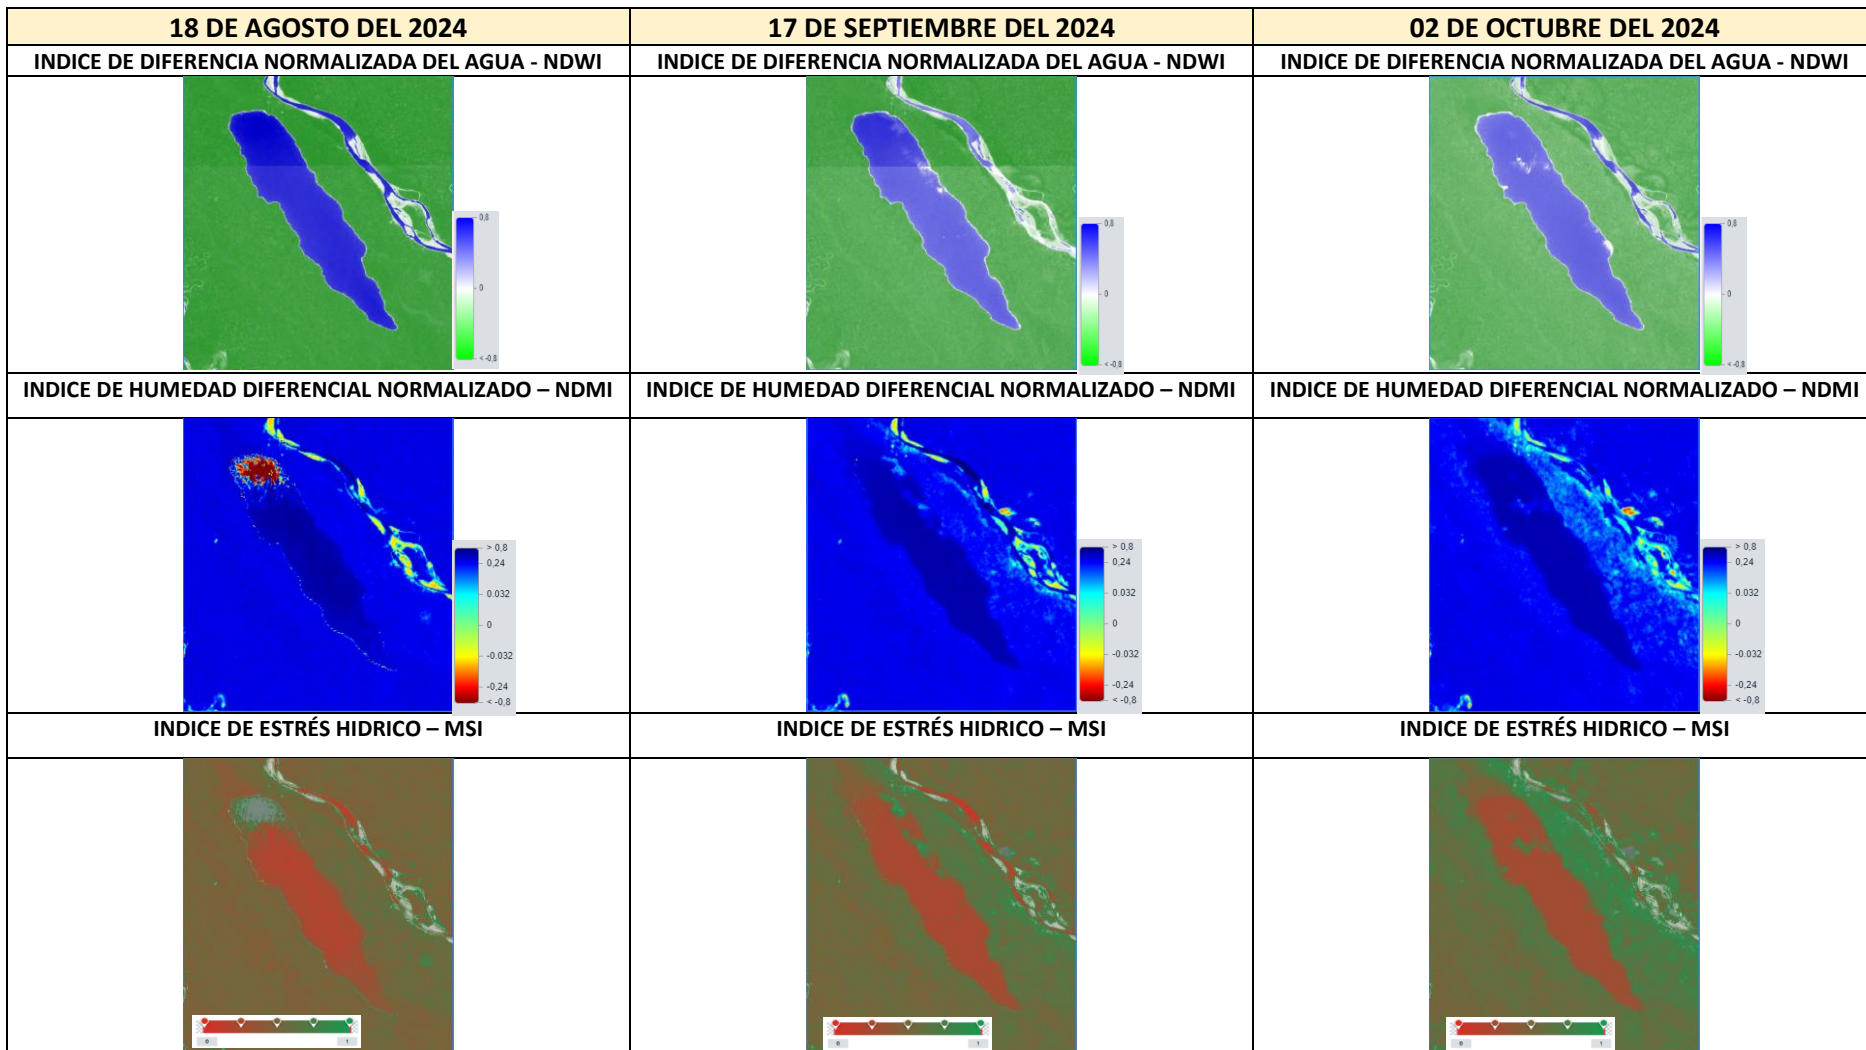 18 DE AGOSTO DEL 2024
17 DE SEPTIEMBRE DEL 2024
02 DE OCTUBRE DEL 2024
INDICE DE DIFERENCIA NORMALIZADA DEL AGUA - NDWI
INDICE DE DIFERENCIA NORMALIZADA DEL AGUA - NDWI
INDICE DE DIFERENCIA NORMALIZADA DEL AGUA - NDWI
0,8
0
< -0,8
0,8
0
< -0,8
0,8
0
< -0,8
INDICE DE HUMEDAD DIFERENCIAL NORMALIZADO – NDMI
INDICE DE HUMEDAD DIFERENCIAL NORMALIZADO – NDMI
INDICE DE HUMEDAD DIFERENCIAL NORMALIZADO – NDMI
> 0,8
0,24
0.032
0
-0.032
-0,24
< -0,8
> 0,8
0,24
0.032
0
-0.032
-0,24
< -0,8
> 0,8
0,24
0.032
0
-0.032
-0,24
< -0,8
INDICE DE ESTRÉS HIDRICO – MSI
INDICE DE ESTRÉS HIDRICO – MSI
INDICE DE ESTRÉS HIDRICO – MSI
0 1
0 1
0 1